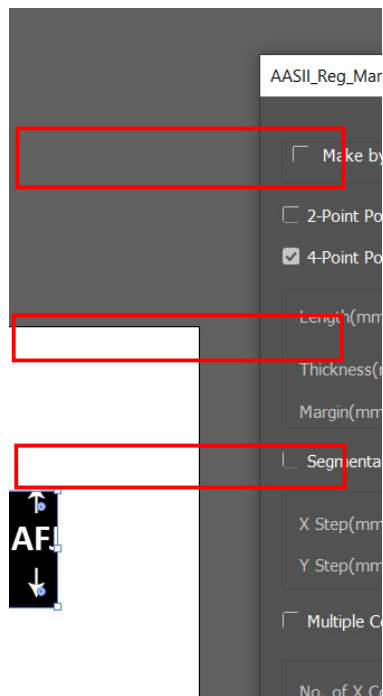 AASII_Reg_Mar
Make by
2-Point Po
4-Point Po
Length(mm
Thickness(
Margin(mm
Segmenta
X Step(mm
Y Step(mm
Multiple C
No. of X Co
AFJ